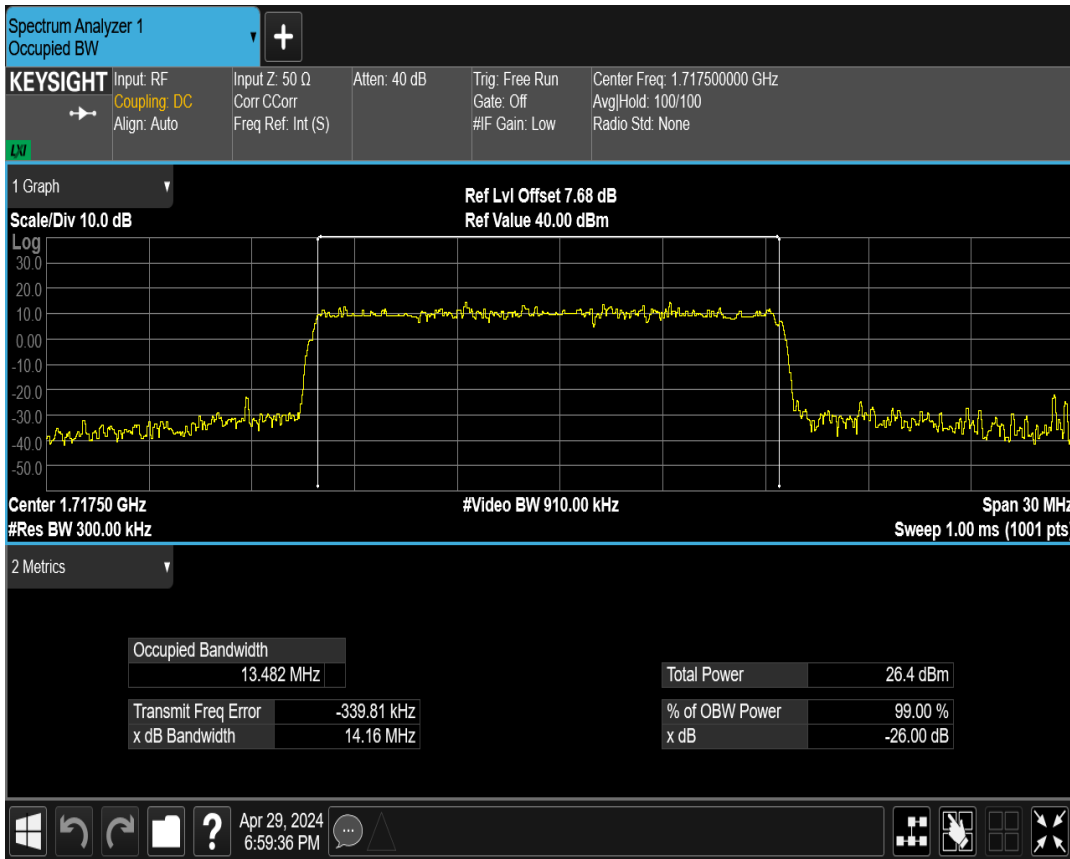 Spectrum Analyzer 1
Occupied BW
+
KEYSIGHT
LXI
Input: RF
Coupling: DC
Align: Auto
Input Z: 50 Ω
Corr CCorr
Freq Ref: Int (S)
Atten: 40 dB
Trig: Free Run
Gate: Off
#IF Gain: Low
Center Freq: 1.717500000 GHz
Avg|Hold: 100/100
Radio Std: None
1 Graph
Scale/Div 10.0 dB
Ref Lvl Offset 7.68 dB
Ref Value 40.00 dBm
Log
30.0
20.0
10.0
0.00
-10.0
-20.0
-30.0
-40.0
-50.0
Center 1.71750 GHz
#Video BW 910.00 kHz
Span 30 MHz
#Res BW 300.00 kHz
Sweep 1.00 ms (1001 pts)
2 Metrics
Occupied Bandwidth
13.482 MHz
Transmit Freq Error -339.81 kHz
x dB Bandwidth 14.16 MHz
Total Power 26.4 dBm
% of OBW Power 99.00 %
x dB -26.00 dB
?
Apr 29, 2024
6:59:36 PM